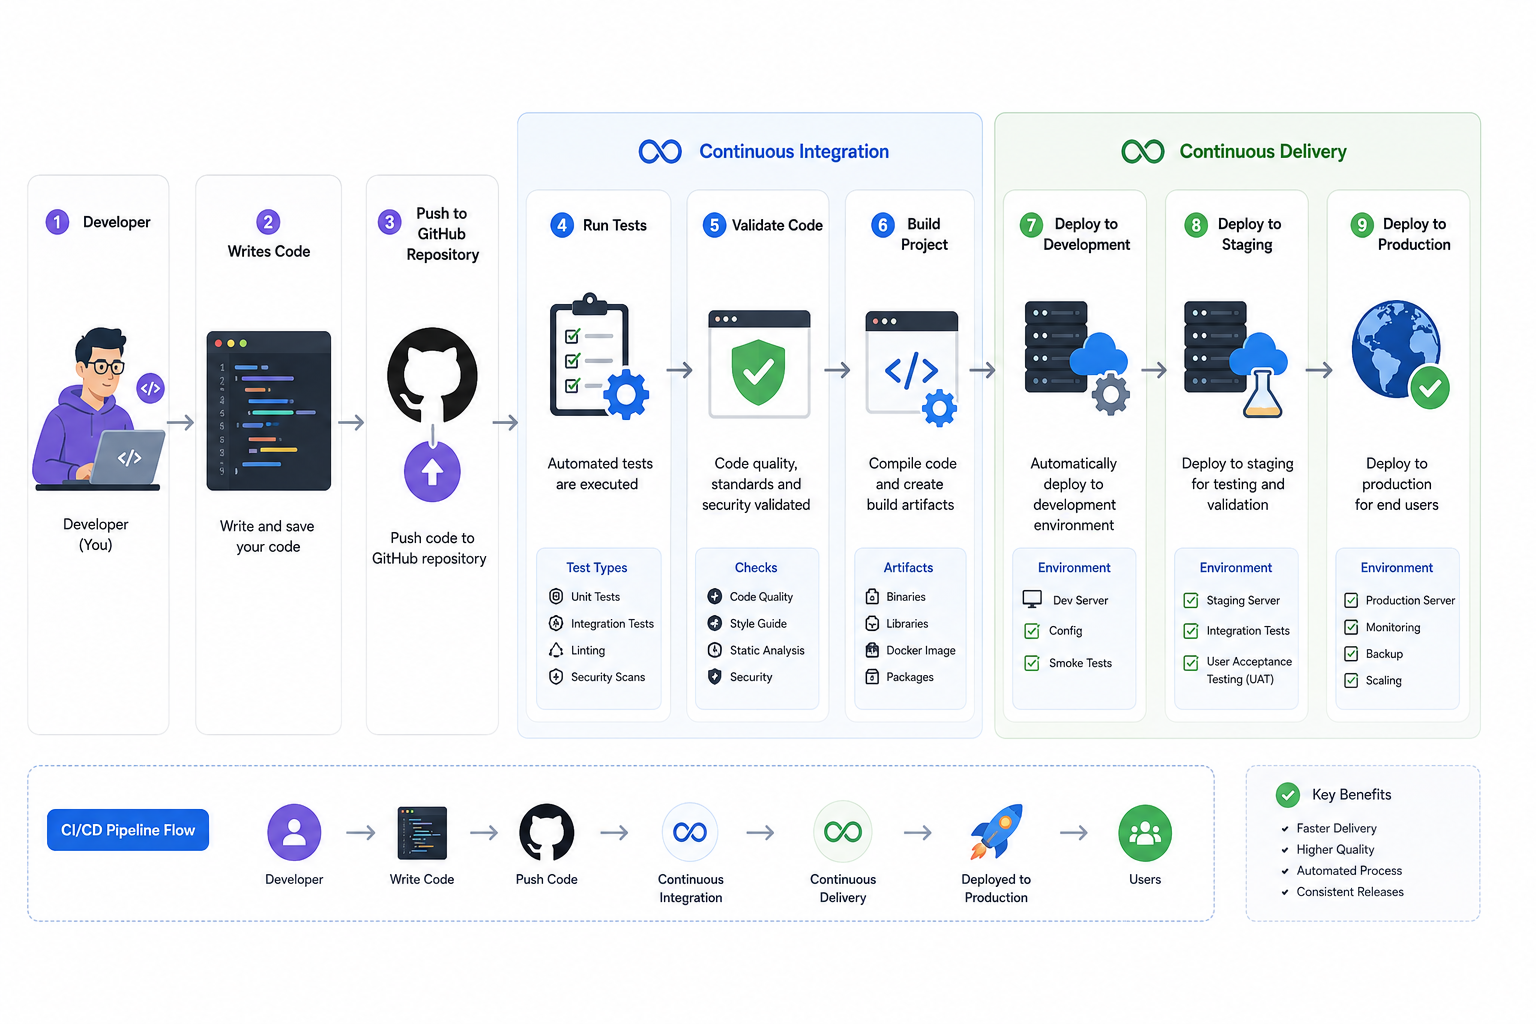 Continuous Integration
Continuous Delivery
1 Developer
Developer
(You)
2
Writes Code
1
2
Write and save
your code
3 Push to
GitHub
Repository
Push code to
GitHub repository
4 Run Tests
Automated tests
are executed
Test Types
Unit Tests
Integration Tests
Linting
Security Scans
5 Validate Code
Code quality,
standards and
security validated
Checks
Code Quality
Style Guide
Static Analysis
Security
6 Build
Project
</>
Compile code
and create
build artifacts
Artifacts
Binaries
Libraries
Docker Image
Packages
7 Deploy to
Development
Automatically
deploy to
development
environment
Environment
Dev Server
Config
Smoke Tests
8 Deploy to
Staging
Deploy to staging
for testing and
validation
Environment
Staging Server
Integration Tests
User Acceptance
Testing (UAT)
9 Deploy to
Production
Deploy to
production
for end users
Environment
Production Server
Monitoring
Backup
Scaling
CI/CD Pipeline Flow
Developer
Write Code
Push Code
Continuous
Integration
Continuous
Delivery
Deployed to
Production
Users
Key Benefits
Faster Delivery
Higher Quality
Automated Process
Consistent Releases